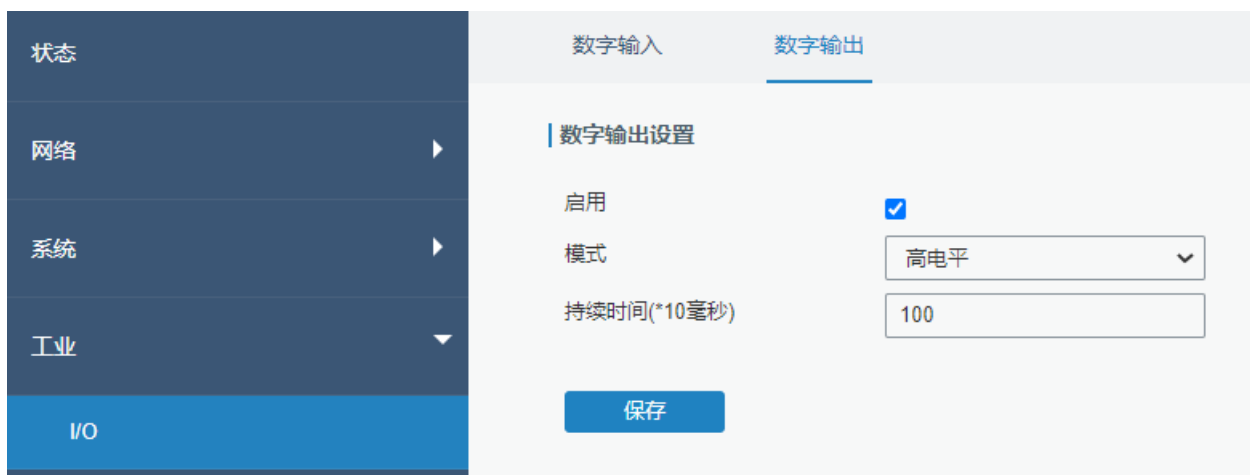 状态
网络
系统
工业
I/O
数字输入
数字输出
数字输出设置
启用
模式
高电平
持续时间(*10毫秒)
100
保存